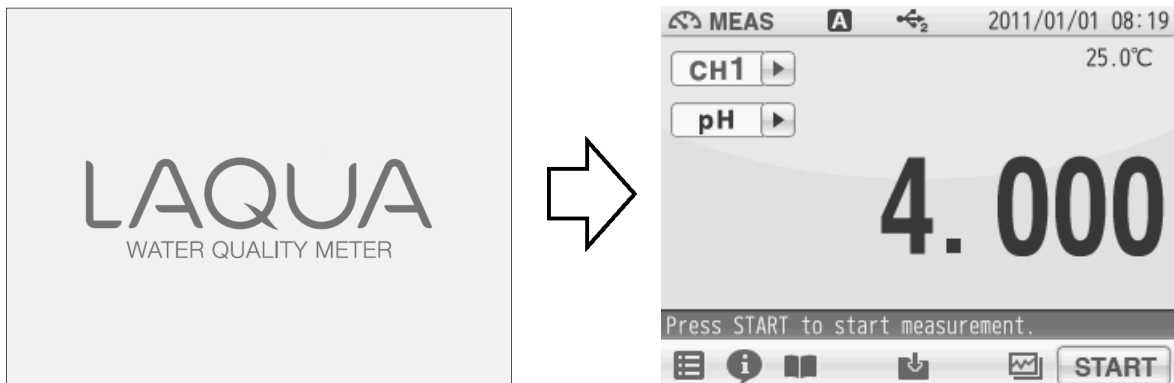 LAQUA
WATER QUALITY METER
MEAS A 2 2011/01/01 08:19
25.0℃
CH1
pH
4.000
Press START to start measurement.
START